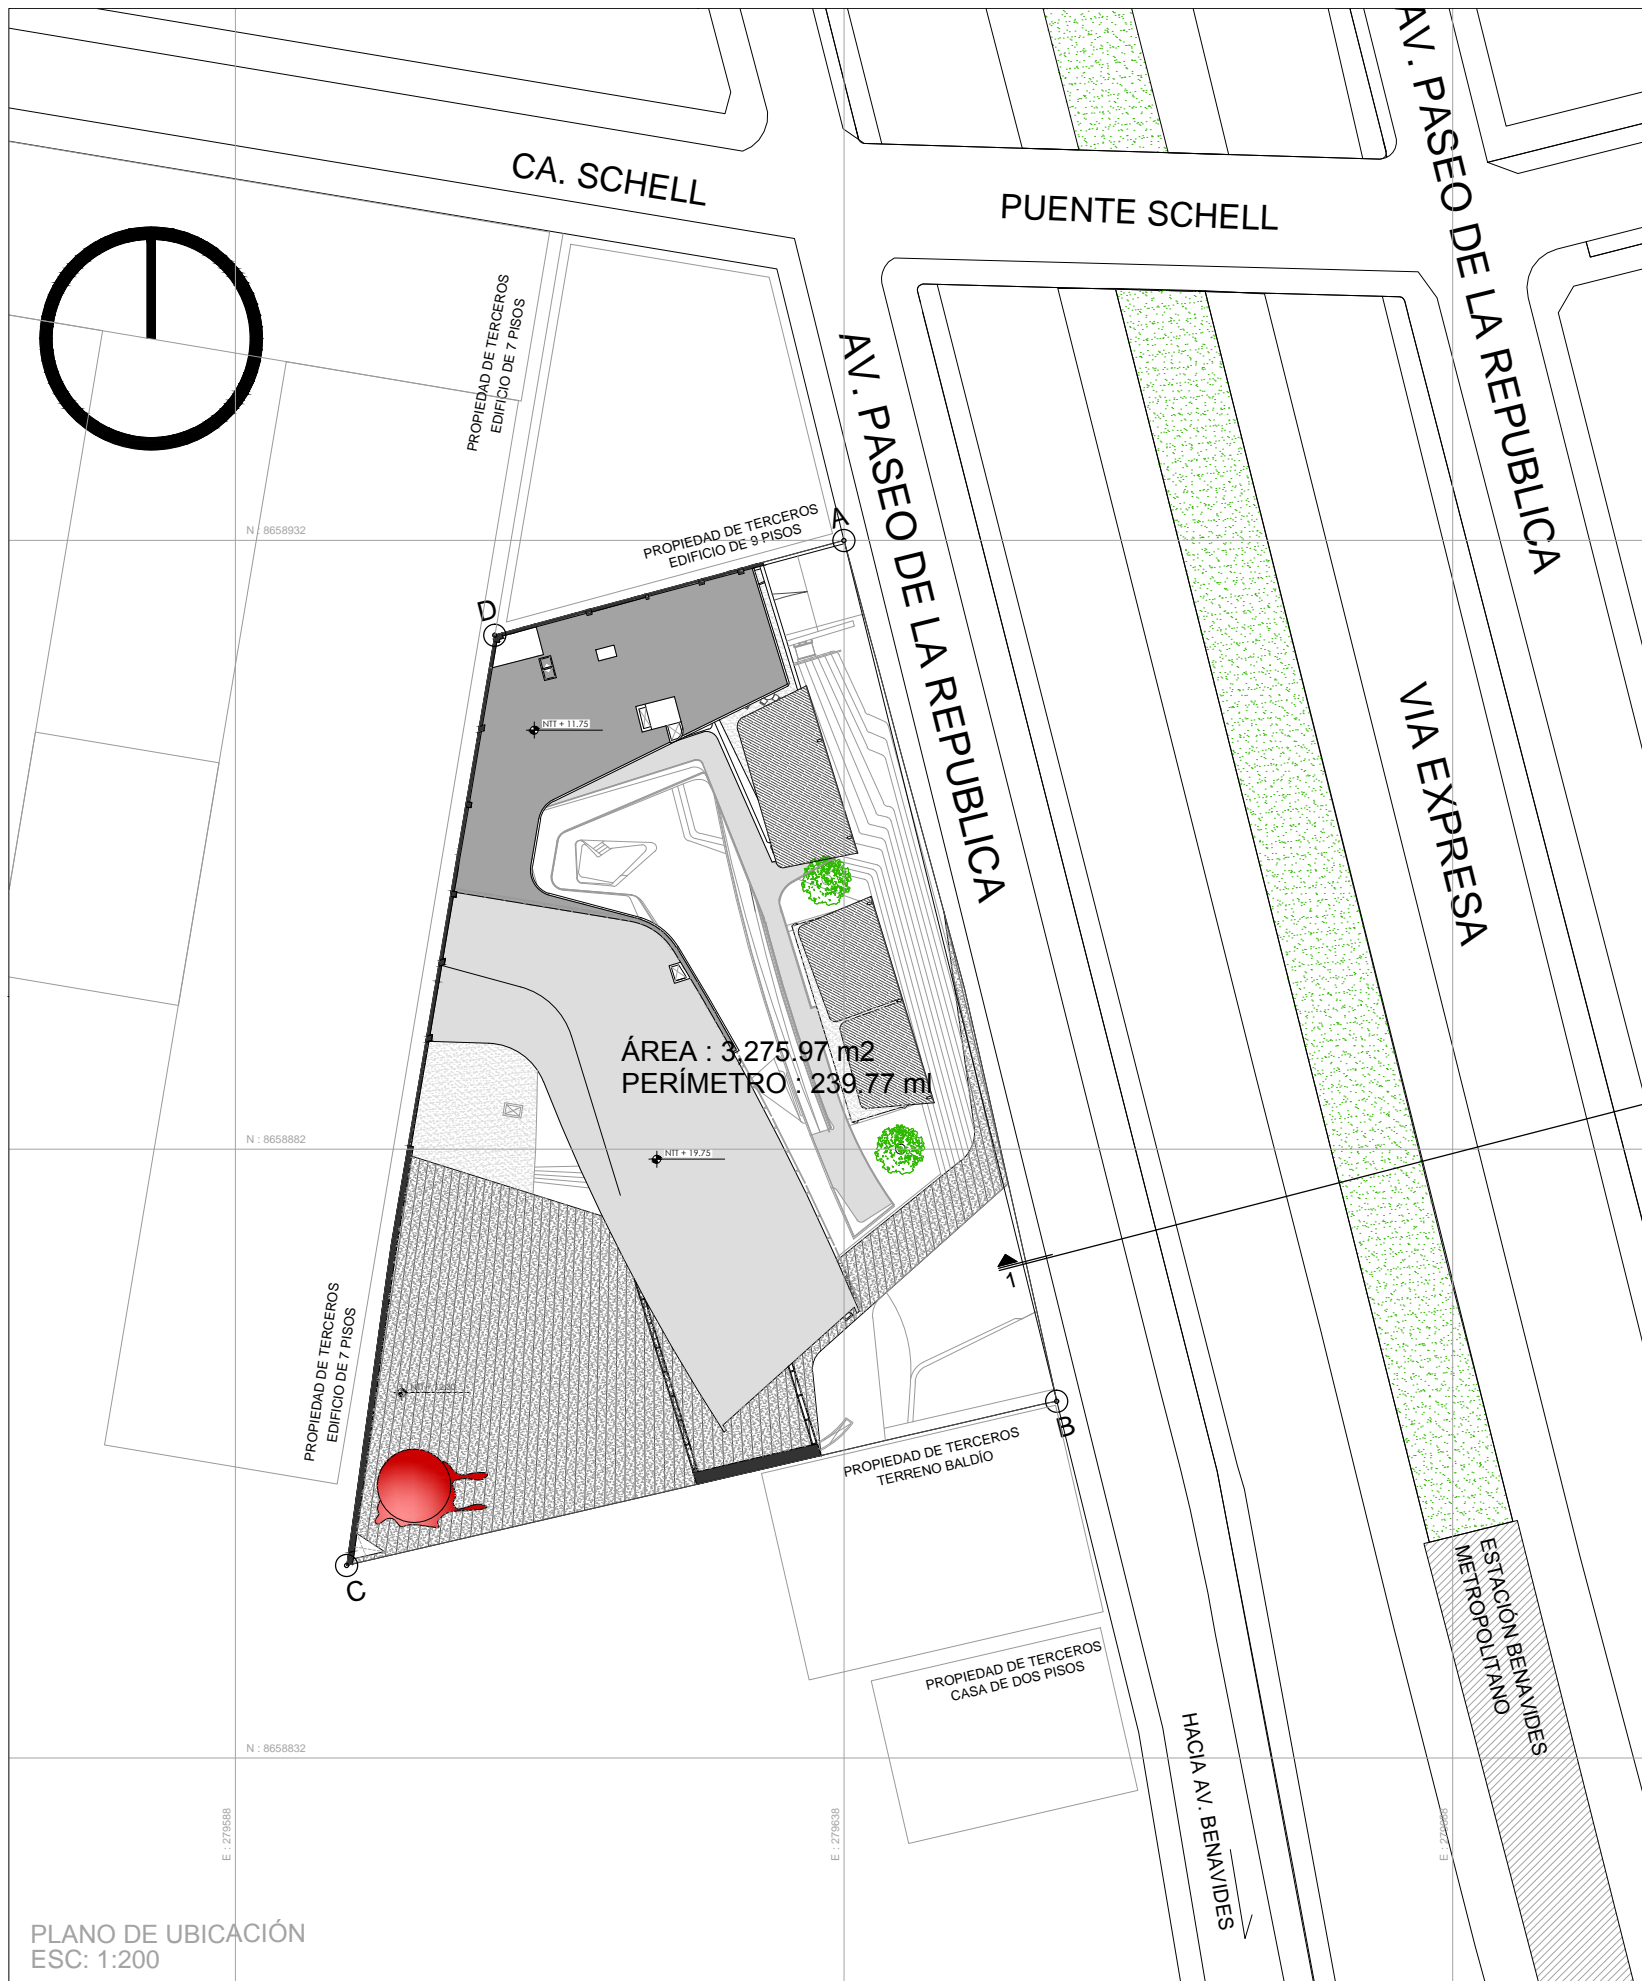 AV. PASEO DE LA REPUBLICA
CA. SCHELL
PUENTE SCHELL
PROPIEDAD DE TERCEROS
EDIFICIO DE 7 PISOS
AV. PASEO DE LA REPUBLICA
N : 8658932
PROPIEDAD DE TERCEROS
EDIFICIO DE 9 PISOS
A
D
VIA EXPRESA
NTT + 11.75
ÁREA : 3,275.97 m2
PERÍMETRO : 239.77 ml
N : 8658882
NTT + 19.75
1
PROPIEDAD DE TERCEROS
EDIFICIO DE 7 PISOS
B
PROPIEDAD DE TERCEROS
TERRENO BALDÍO
C
ESTACIÓN BENAVIDES
METROPOLITANO
PROPIEDAD DE TERCEROS
CASA DE DOS PISOS
HACIA AV. BENAVIDES
N : 8658832
E : 279588
E : 279638
PLANO DE UBICACIÓN
ESC: 1:200